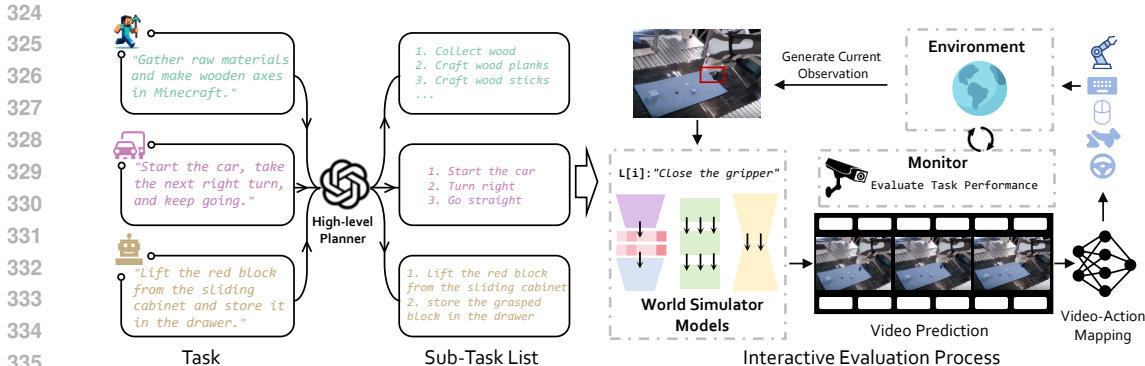 324
325
326
327
328
329
330
331
332
333
334
335
"Gather raw materials
and make wooden axes
in Minecraft."
"Start the car, take
the next right turn,
and keep going."
"Lift the red block
from the sliding
cabinet and store it
in the drawer."
Task
High-level
Planner
1. Collect wood
2. Craft wood planks
3. Craft wood sticks
...
1. Start the car
2. Turn right
3. Go straight
1. Lift the red block
from the sliding cabinet
2. store the grasped
block in the drawer
Sub-Task List
Generate Current
Observation
Environment
L[i]:"Close the gripper"
World Simulator
Models
Monitor
Evaluate Task Performance
Video Prediction
Video-Action
Mapping
Interactive Evaluation Process